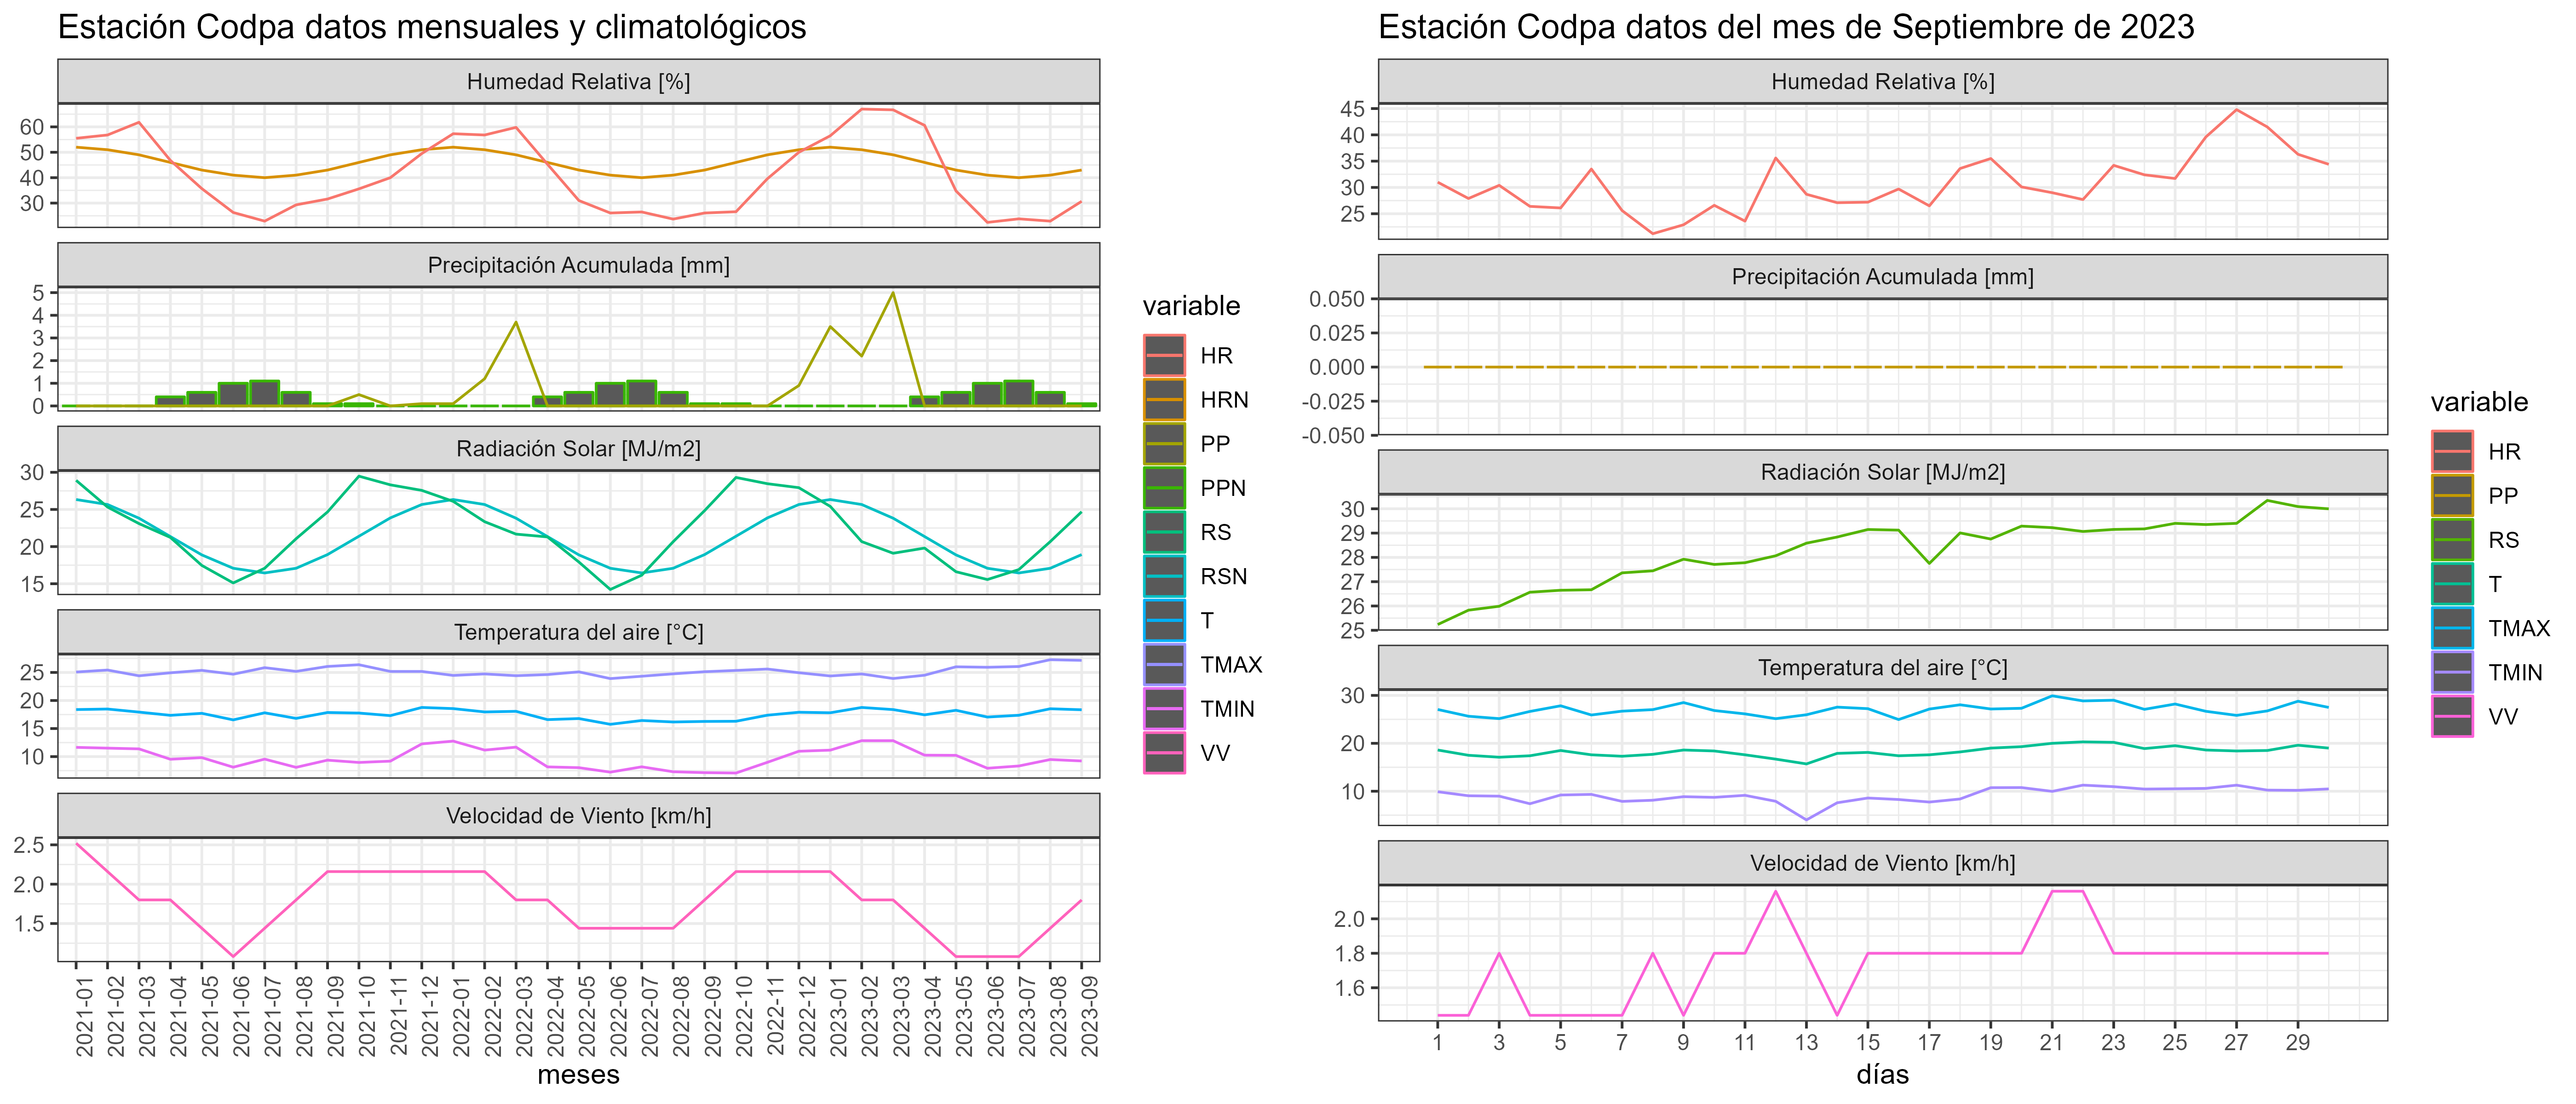 Estación Codpa datos mensuales y climatológicos
Humedad Relativa [%]
60
50
40
30
Precipitación Acumulada [mm]
5
4
3
2
1
0
Radiación Solar [MJ/m2]
30
25
20
15
Temperatura del aire [°C]
25
20
15
10
Velocidad de Viento [km/h]
2.5
2.0
1.5
2021-01
2021-02
2021-03
2021-04
2021-05
2021-06
2021-07
2021-08
2021-09
2021-10
2021-11
2021-12
2022-01
2022-02
2022-03
2022-04
2022-05
2022-06
2022-07
2022-08
2022-09
2022-10
2022-11
2022-12
2023-01
2023-02
2023-03
2023-04
2023-05
2023-06
2023-07
2023-08
2023-09
meses
variable
HR
HRN
PP
PPN
RS
RSN
T
TMAX
TMIN
VV
Estación Codpa datos del mes de Septiembre de 2023
Humedad Relativa [%]
45
40
35
30
25
Precipitación Acumulada [mm]
0.050
0.025
0.000
-0.025
-0.050
Radiación Solar [MJ/m2]
30
29
28
27
26
25
Temperatura del aire [°C]
30
20
10
Velocidad de Viento [km/h]
2.0
1.8
1.6
1 3 5 7 9 11 13 15 17 19 21 23 25 27 29
días
variable
HR
PP
RS
T
TMAX
TMIN
VV